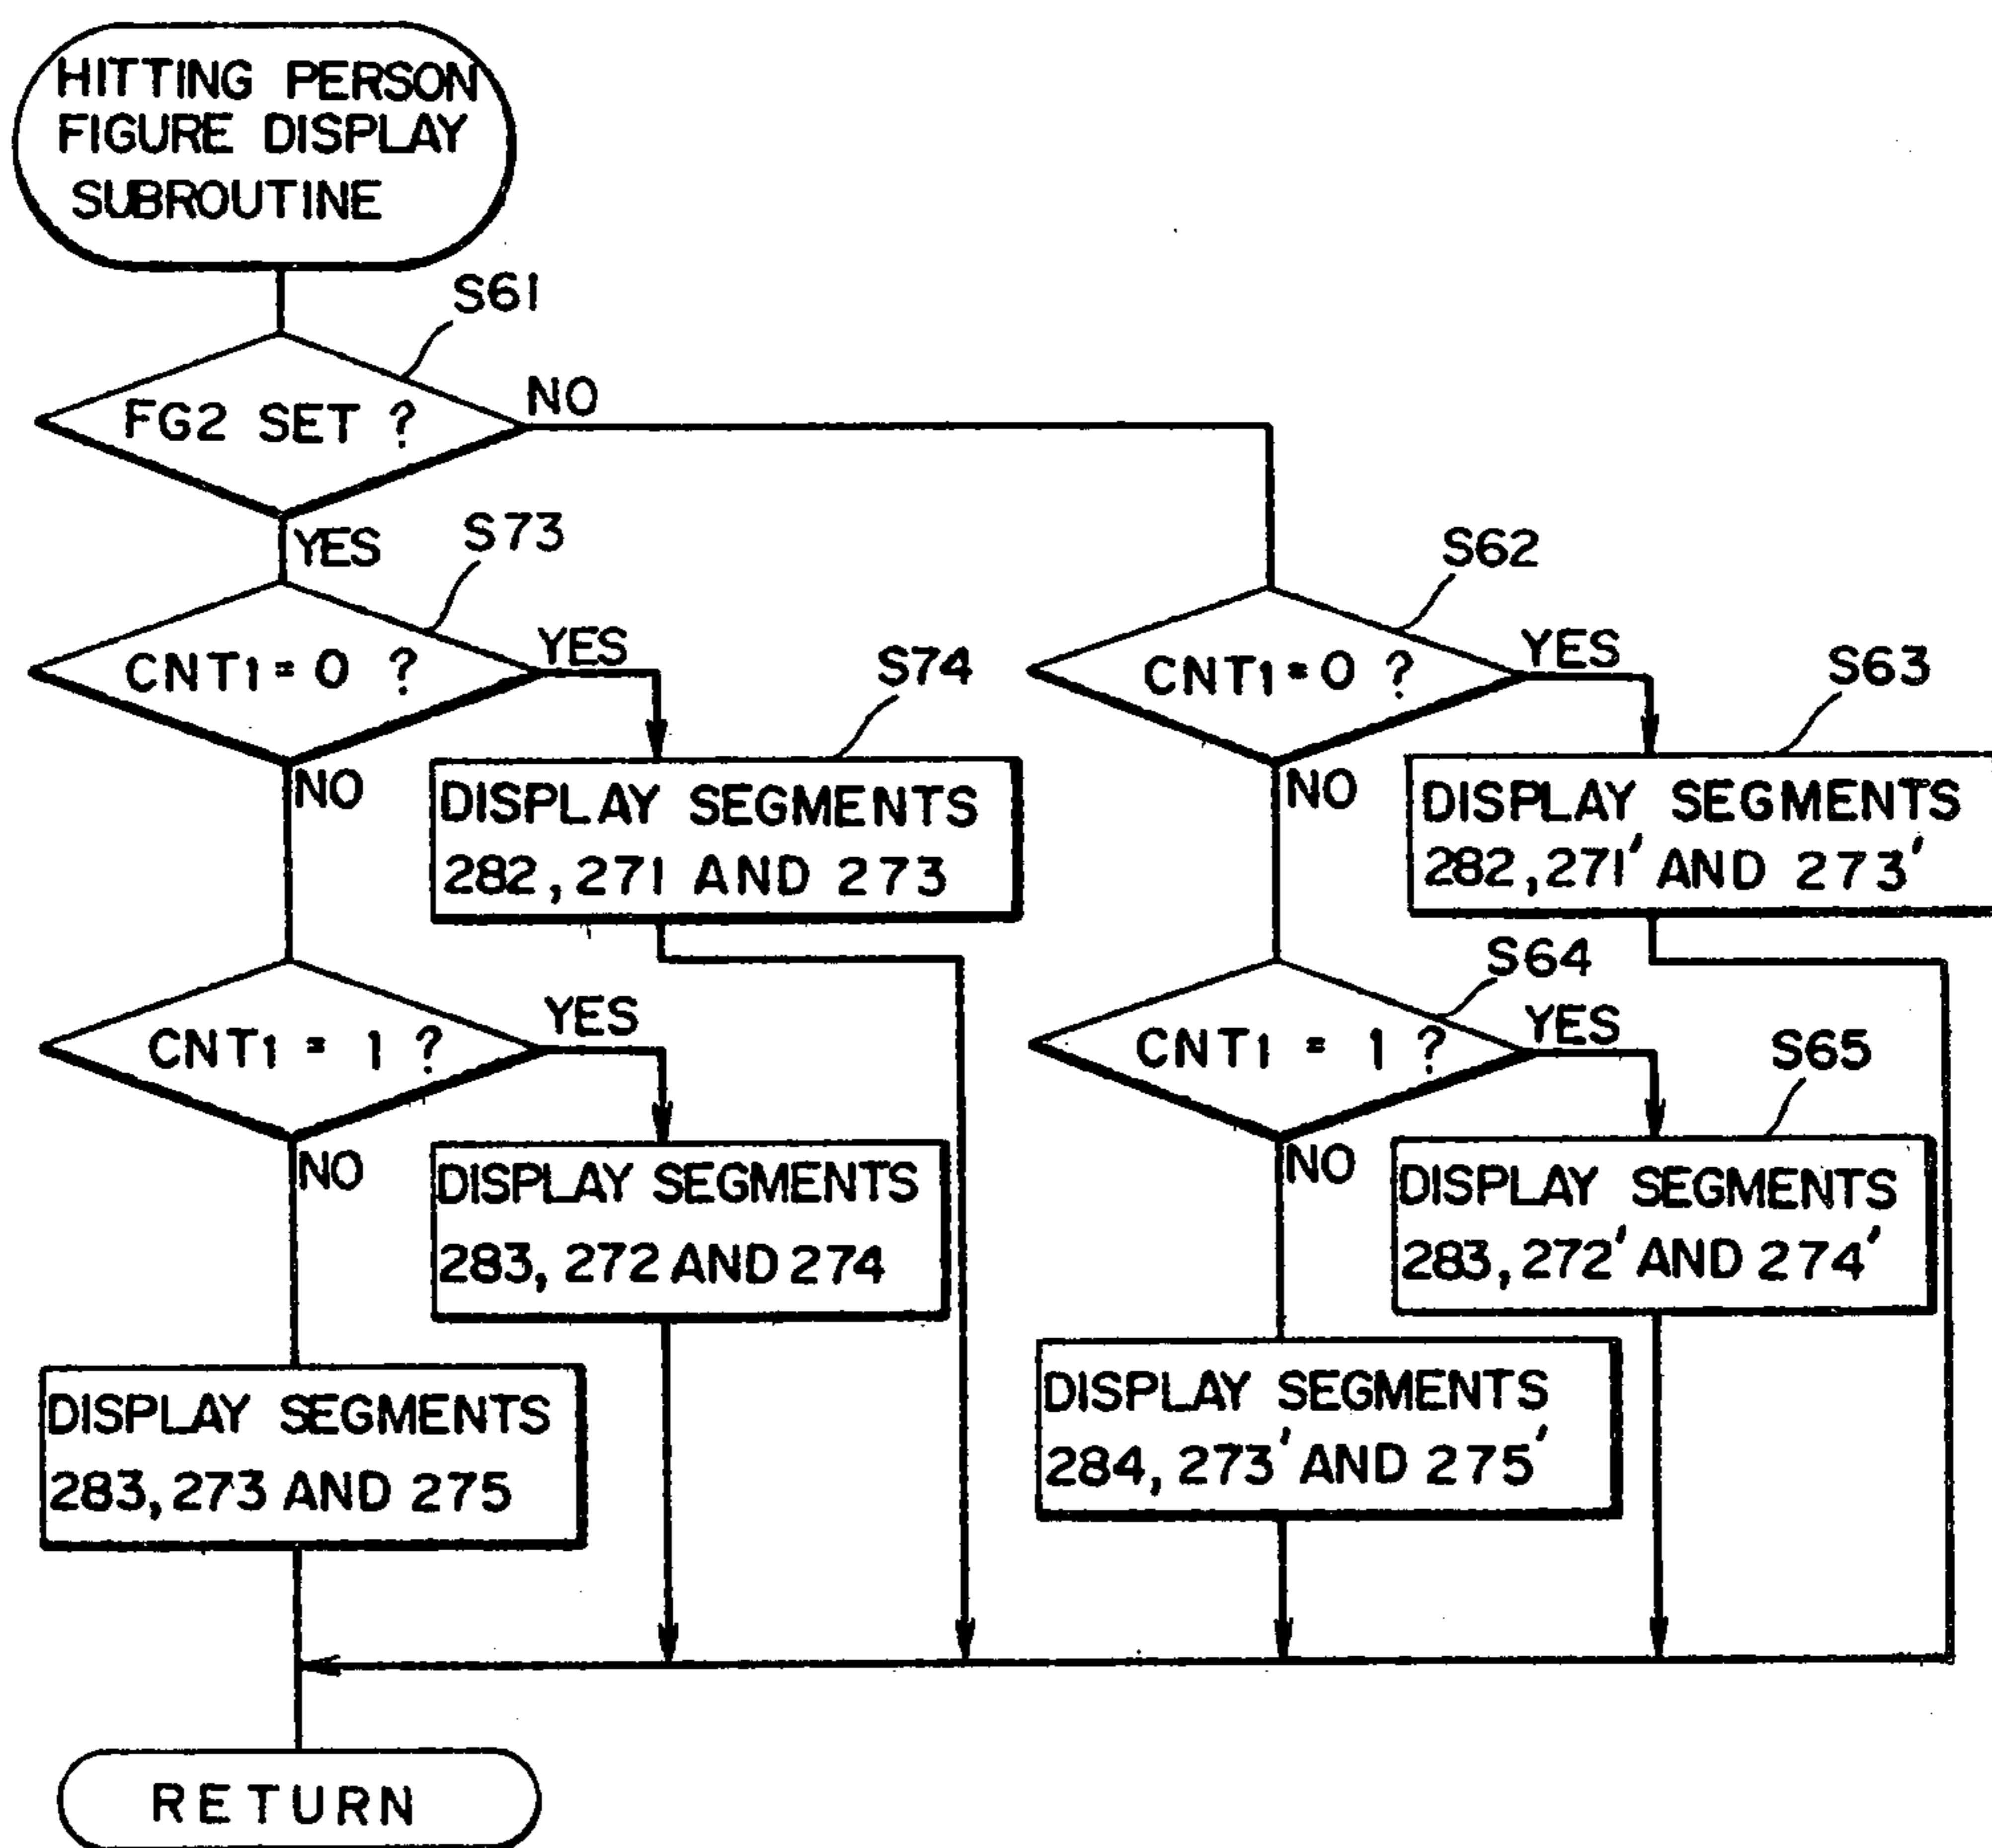 HITTING PERSON
FIGURE DISPLAY
SUBROUTINE
S61
FG2 SET ?
NO
YES
S73
CNT1=0 ?
YES
S74
NO
DISPLAY SEGMENTS
282,271 AND 273
CNT1 = 1 ?
YES
NO
DISPLAY SEGMENTS
283, 272 AND 274
DISPLAY SEGMENTS
283,273 AND 275
S62
CNT1=0 ?
YES
S63
NO
DISPLAY SEGMENTS
282,271' AND 273'
S64
CNT1 = 1 ?
YES
S65
NO
DISPLAY SEGMENTS
283,272' AND 274'
DISPLAY SEGMENTS
284, 273' AND 275'
RETURN